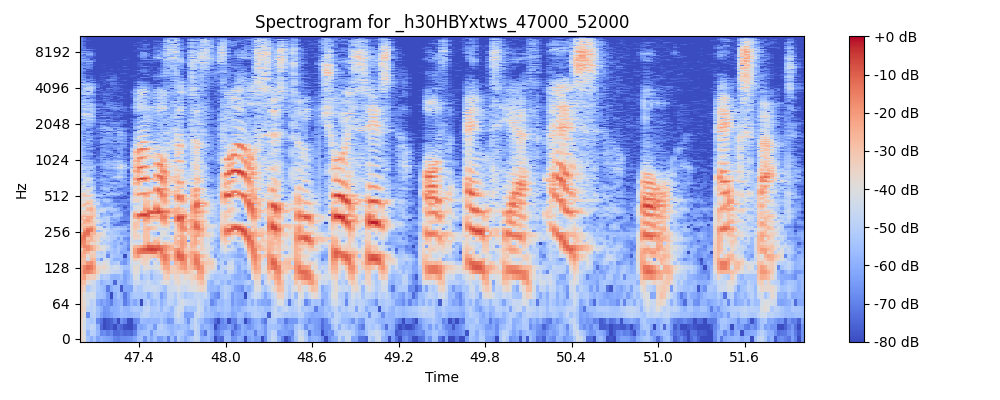 Spectrogram for _h30HBYxtws_47000_52000
Hz
8192
4096
2048
1024
512
256
128
64
0
47.4 48.0 48.6 49.2 49.8 50.4 51.0 51.6
Time
+0 dB
-10 dB
-20 dB
-30 dB
-40 dB
-50 dB
-60 dB
-70 dB
-80 dB